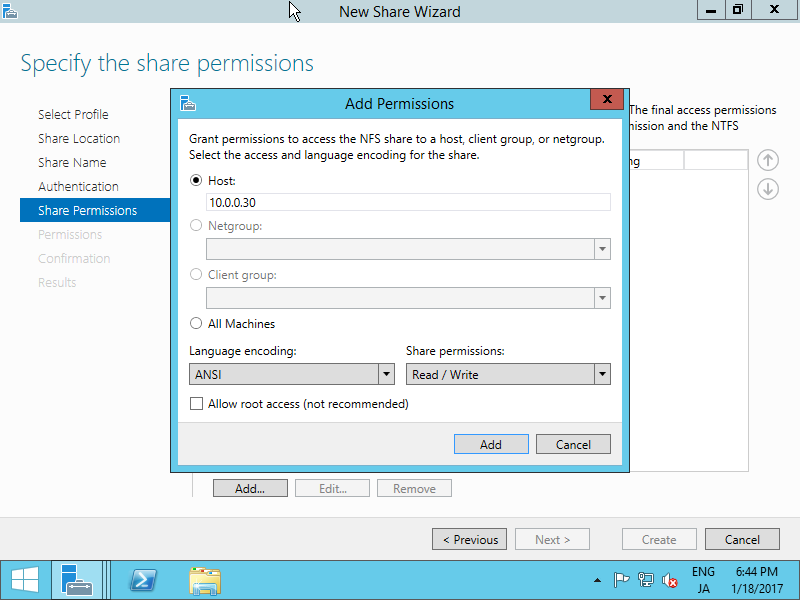 New Share Wizard
Specify the share permissions
Select Profile
Share Location
Share Name
Authentication
Share Permissions
Permissions
Confirmation
Results
The final access permissions
mission and the NTFS
Add Permissions
Grant permissions to access the NFS share to a host, client group, or netgroup.
Select the access and language encoding for the share.
Host:
10.0.0.30
Netgroup:
Client group:
All Machines
Language encoding:
Share permissions:
ANSI
Read / Write
Allow root access (not recommended)
Add
Cancel
Add...
Edit...
Remove
< Previous
Next >
Create
Cancel
ENG
JA
6:44 PM
1/18/2017